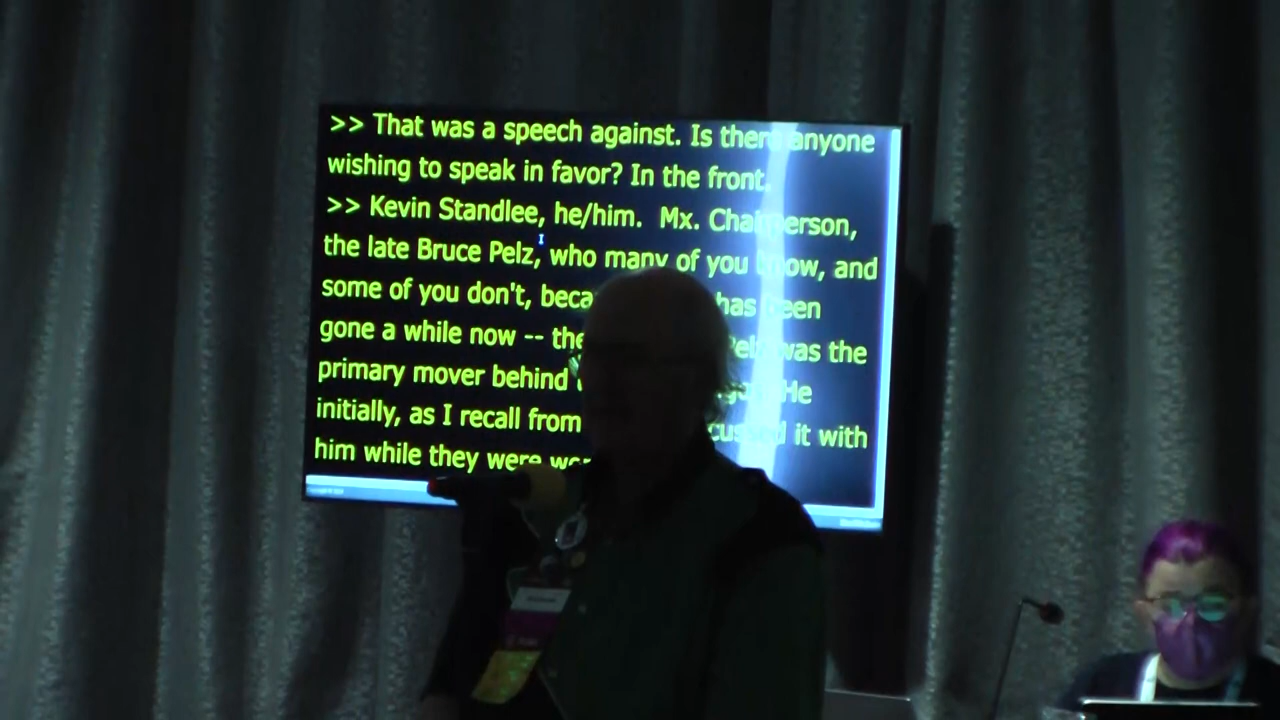 >> That was a speech against. Is there anyone
wishing to speak in favor? In the front.
>> Kevin Standlee, he/him. Mx. Chairperson,
the late Bruce Pelz, who many of you know, and
some of you don't, has been
gone a while now -- Pelz was the
primary mover behind He
initially, as I recall from it with
him while they were